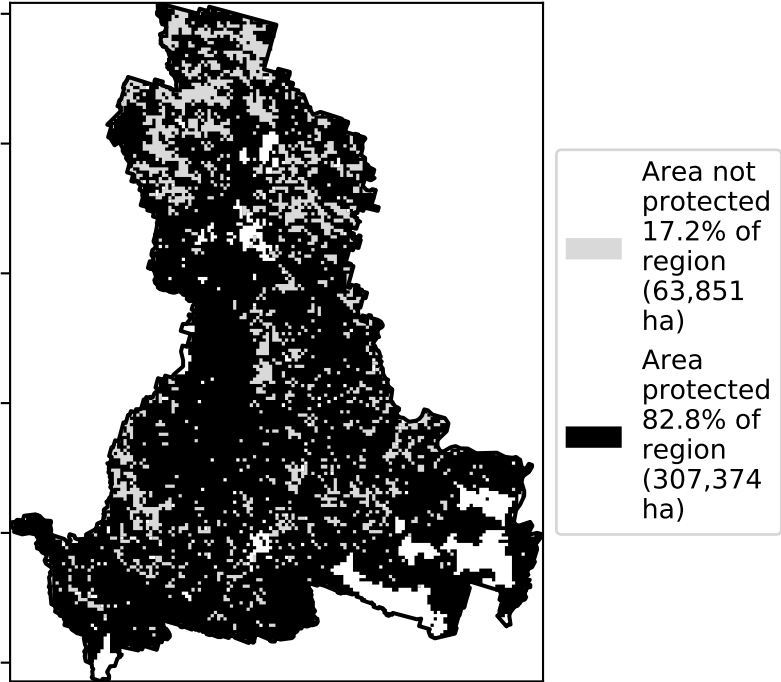 Area not
protected
17.2% of
region
(63,851
ha)
Area
protected
82.8% of
region
(307,374
ha)